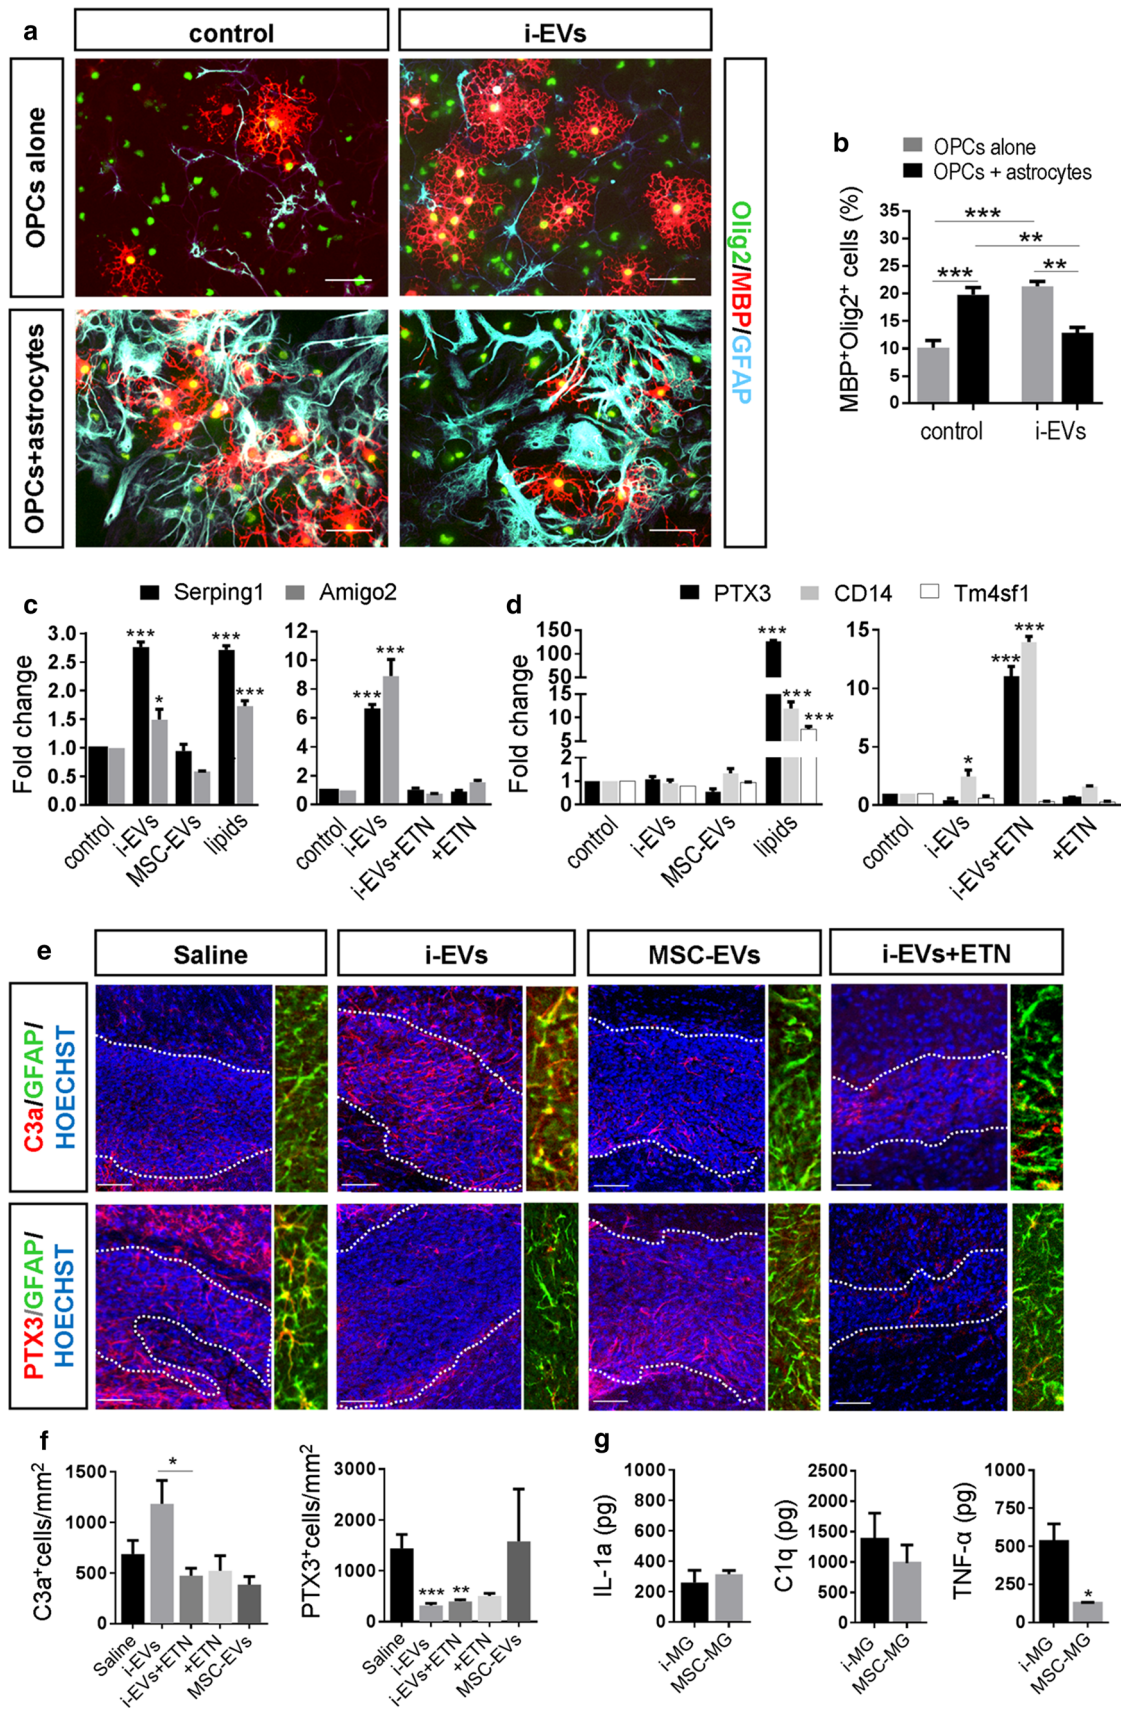 a
control
i-EVs
OPCs alone
OPCs+astrocytes
Olig2/MBP/GFAP
b
OPCs alone
OPCs + astrocytes
MBP⁺Olig2⁺ cells (%)
35
30
25
20
15
10
5
0
***
**
***
**
control
i-EVs
c
Serping1
Amigo2
Fold change
3.0
2.5
2.0
1.5
1.0
0.5
0.0
***
*
***
***
control
i-EVs
MSC-EVs
lipids
12
10
8
6
4
2
0
***
***
control
i-EVs
i-EVs+ETN
+ETN
d
PTX3
CD14
Tm4sf1
Fold change
150
100
50
15
10
5
2
1
0
***
***
***
control
i-EVs
MSC-EVs
lipids
15
10
5
0
*
***
***
control
i-EVs
i-EVs+ETN
+ETN
e
Saline
i-EVs
MSC-EVs
i-EVs+ETN
C3a/GFAP/
HOECHST
PTX3/GFAP/
HOECHST
f
C3a⁺cells/mm²
1500
1000
500
0
*
Saline
i-EVs
i-EVs+ETN
+ETN
MSC-EVs
PTX3⁺cells/mm²
3000
2000
1000
0
***
**
Saline
i-EVs
i-EVs+ETN
+ETN
MSC-EVs
g
IL-1a (pg)
1000
800
600
400
200
0
i-MG
MSC-MG
C1q (pg)
2500
2000
1500
1000
500
0
i-MG
MSC-MG
TNF-α (pg)
1000
750
500
250
0
*
i-MG
MSC-MG